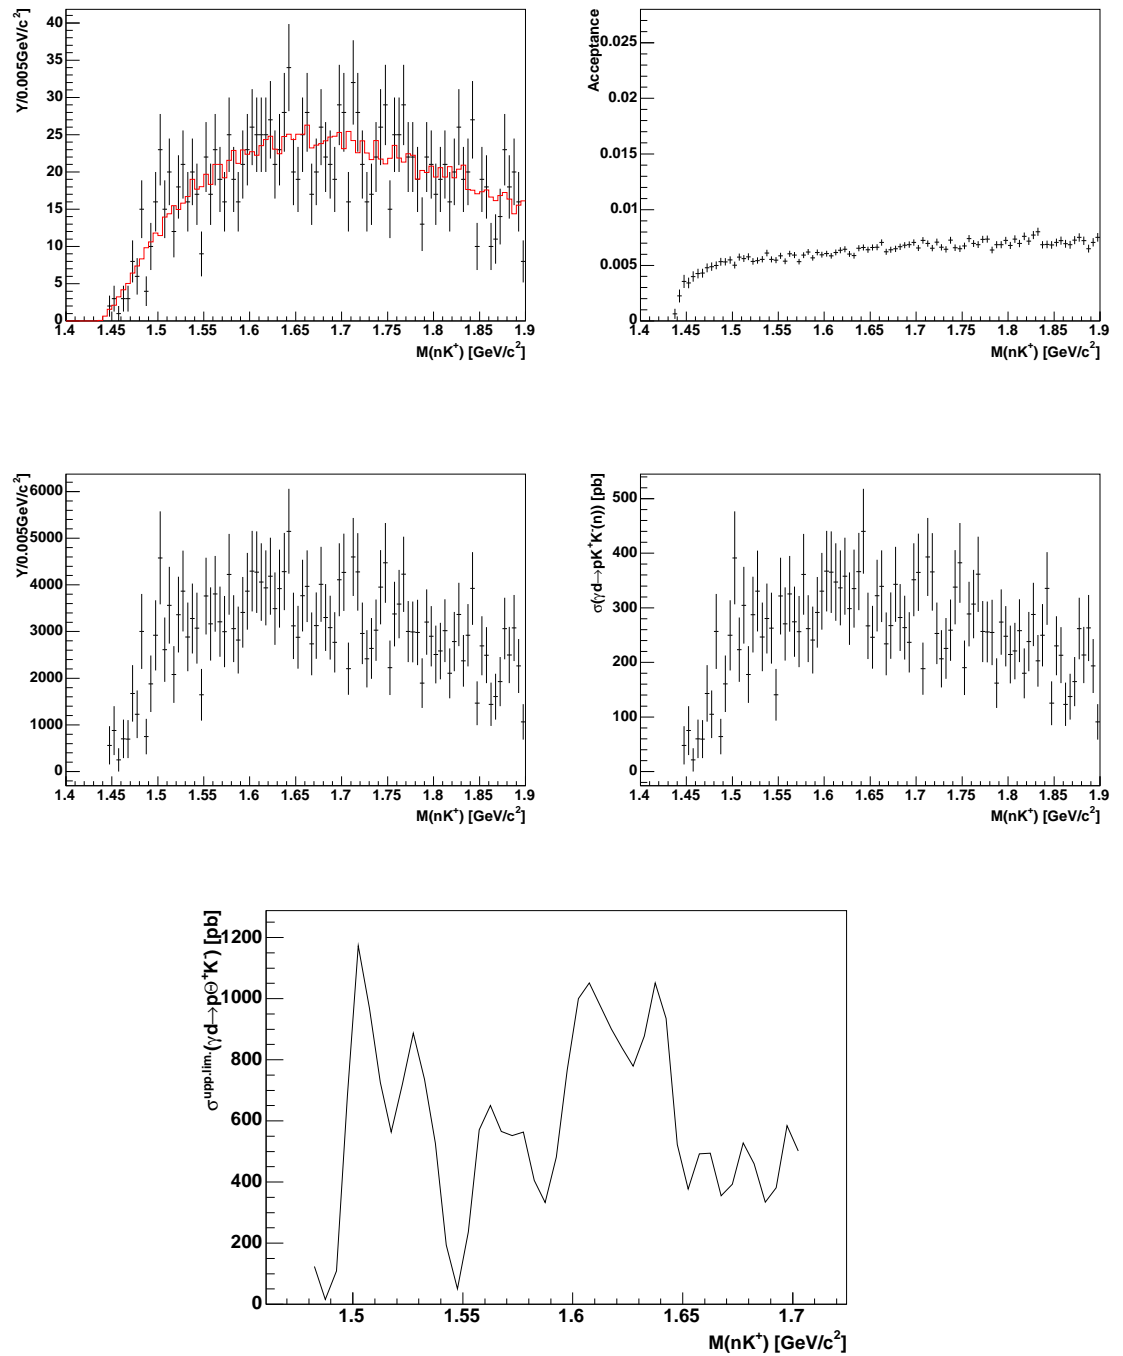 Y/0.005GeV/c²
40
35
30
25
20
15
10
5
0
1.4 1.45 1.5 1.55 1.6 1.65 1.7 1.75 1.8 1.85 1.9
M(nK⁺) [GeV/c²]
Acceptance
0.025
0.02
0.015
0.01
0.005
0
1.4 1.45 1.5 1.55 1.6 1.65 1.7 1.75 1.8 1.85 1.9
M(nK⁺) [GeV/c²]
Y/0.005GeV/c²
6000
5000
4000
3000
2000
1000
0
1.4 1.45 1.5 1.55 1.6 1.65 1.7 1.75 1.8 1.85 1.9
M(nK⁺) [GeV/c²]
σ(γd→pK⁺K⁻(n)) [pb]
500
400
300
200
100
0
1.4 1.45 1.5 1.55 1.6 1.65 1.7 1.75 1.8 1.85 1.9
M(nK⁺) [GeV/c²]
σ^upp.lim.(γd→pΘ⁺K⁻) [pb]
1200
1000
800
600
400
200
0
1.5 1.55 1.6 1.65 1.7
M(nK⁺) [GeV/c²]